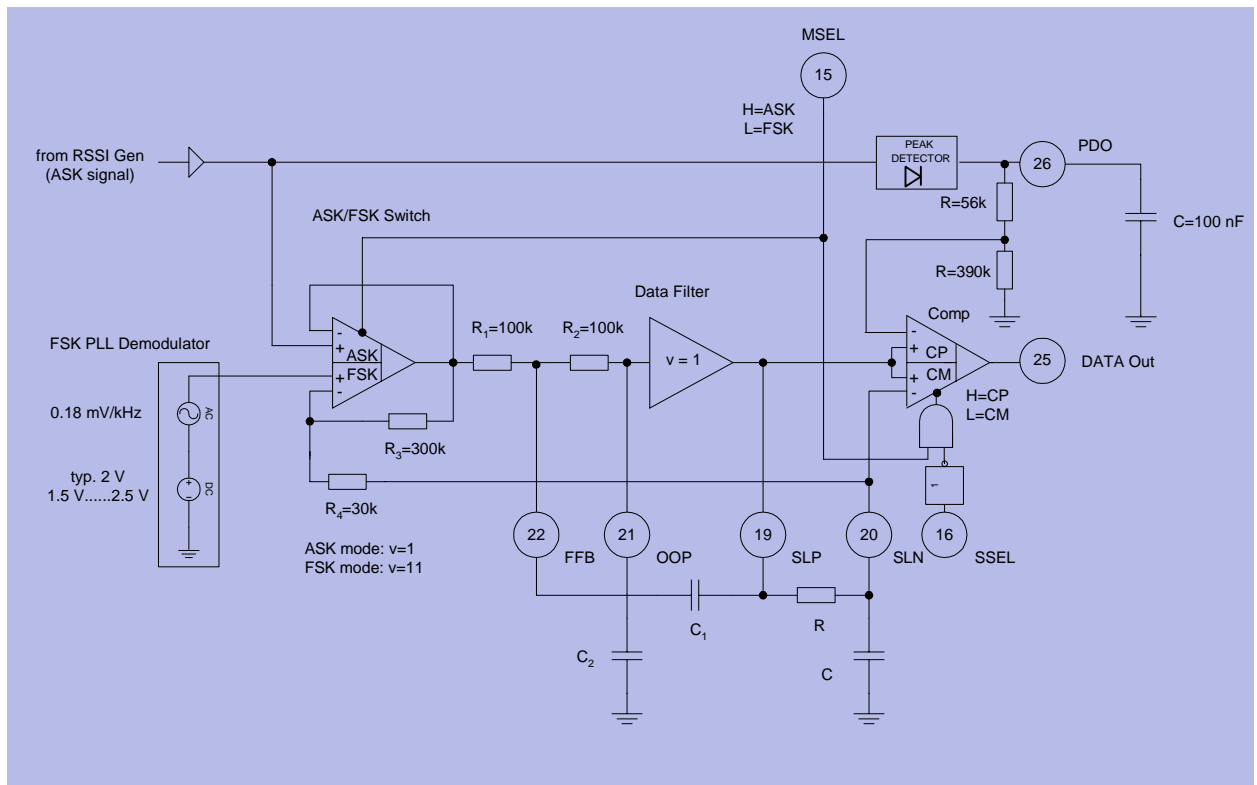 MSEL
15
H=ASK
L=FSK
from RSSI Gen
(ASK signal)
PEAK
DETECTOR
PDO
26
R=56k
C=100 nF
ASK/FSK Switch
R=390k
Data Filter
Comp
FSK PLL Demodulator
R₁=100k
R₂=100k
-
+
ASK
FSK
+
-
v = 1
-
+
CP
CM
+
-
25
DATA Out
H=CP
L=CM
0.18 mV/kHz
AC
R₃=300k
typ. 2 V
1.5 V......2.5 V
+
-
DC
R₄=30k
1
22
21
19
20
16
FFB
OOP
SLP
SLN
SSEL
ASK mode: v=1
FSK mode: v=11
C₁
R
C₂
C